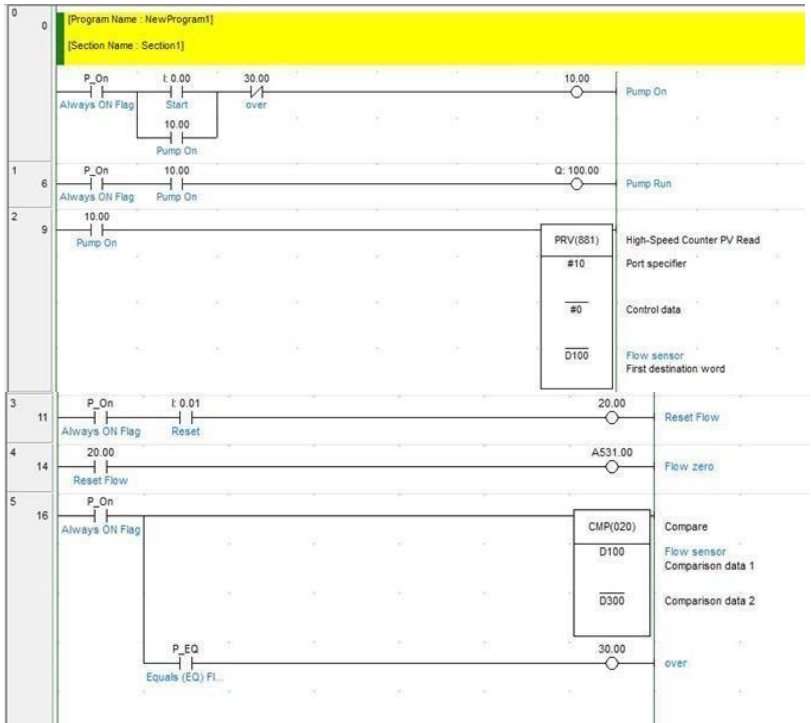 0
0
[Program Name : NewProgram1]
[Section Name : Section1]
P_On
I: 0.00
30.00
10.00
Always ON Flag
Start
over
Pump On
10.00
Pump On
1
6
P_On
10.00
Q: 100.00
Always ON Flag
Pump On
Pump Run
2
9
10.00
Pump On
PRV(881)
High-Speed Counter PV Read
#10
Port specifier
#0
Control data
D100
Flow sensor
First destination word
3
11
P_On
I: 0.01
20.00
Always ON Flag
Reset
Reset Flow
4
14
20.00
A531.00
Reset Flow
Flow zero
5
16
P_On
Always ON Flag
CMP(020)
Compare
D100
Flow sensor
Comparison data 1
D300
Comparison data 2
P_EQ
30.00
Equals (EQ) Fl...
over